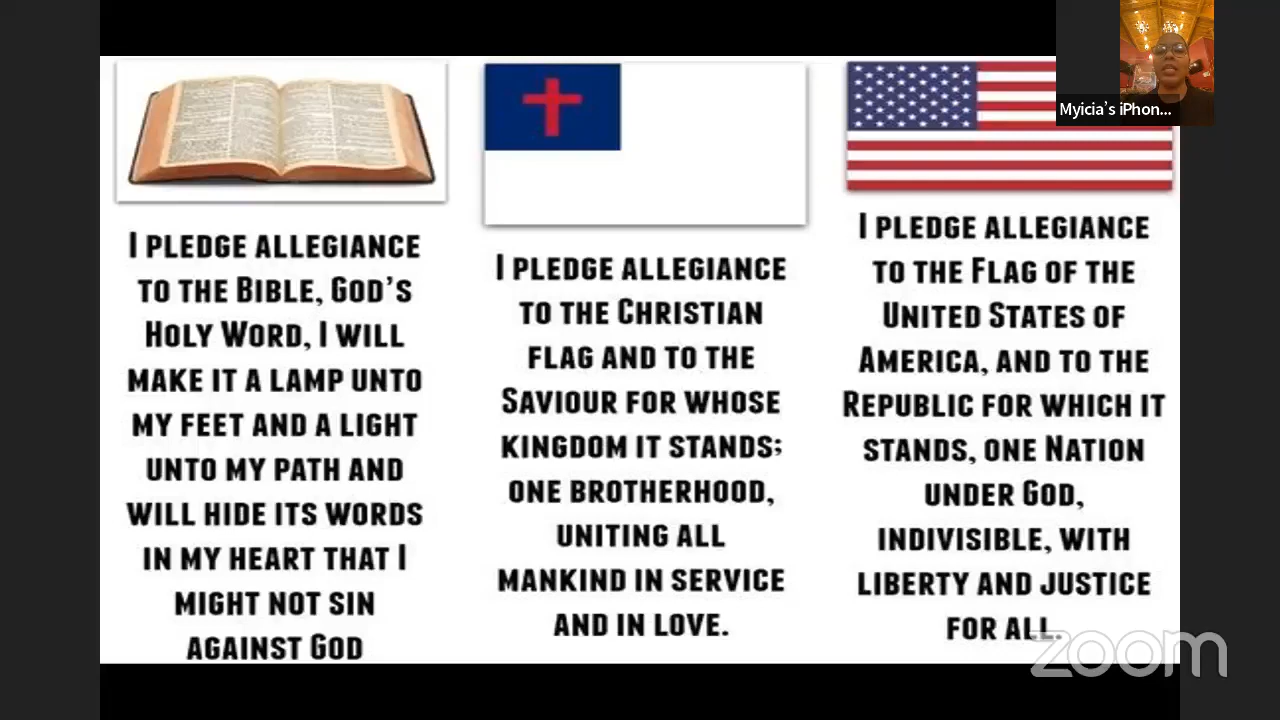 I PLEDGE ALLEGIANCE
TO THE BIBLE, GOD'S
HOLY WORD, I WILL
MAKE IT A LAMP UNTO
MY FEET AND A LIGHT
UNTO MY PATH AND
WILL HIDE ITS WORDS
IN MY HEART THAT I
MIGHT NOT SIN
AGAINST GOD
I PLEDGE ALLEGIANCE
TO THE CHRISTIAN
FLAG AND TO THE
SAVIOUR FOR WHOSE
KINGDOM IT STANDS;
ONE BROTHERHOOD,
UNITING ALL
MANKIND IN SERVICE
AND IN LOVE.
I PLEDGE ALLEGIANCE
TO THE FLAG OF THE
UNITED STATES OF
AMERICA, AND TO THE
REPUBLIC FOR WHICH IT
STANDS, ONE NATION
UNDER GOD,
INDIVISIBLE, WITH
LIBERTY AND JUSTICE
FOR ALL.
Myicia's iPhon...
zoom